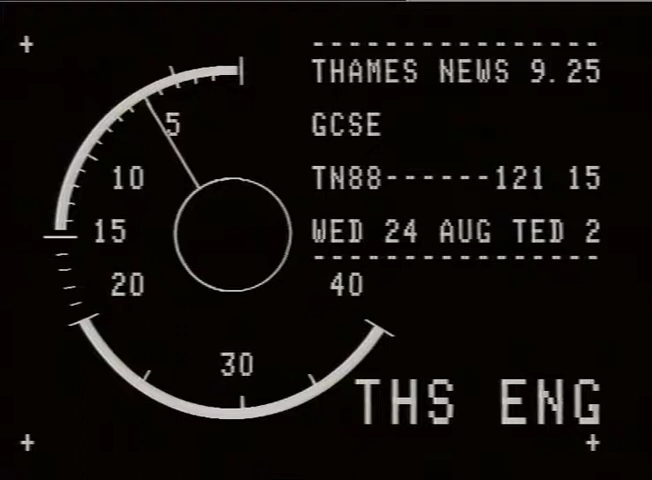 THAMES NEWS 9.25
GCSE
TN88------121 15
WED 24 AUG TED 2
5
10
15
20
30
40
THS ENG